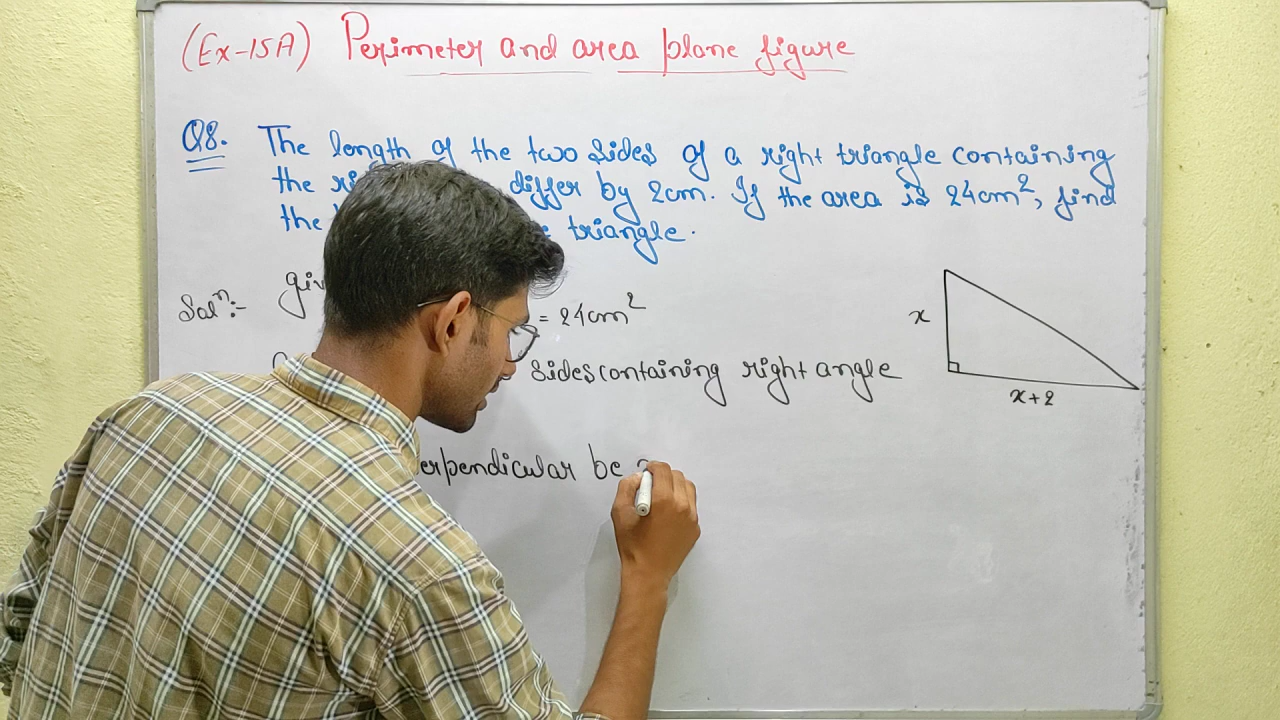 (Ex-15A) Perimeter and area plane figure
Q8. The length of the two sides of a right triangle containing
the differ by 2cm. If the area is 24cm², find
the triangle.
Solⁿ:- = 24cm²
sides containing right angle
be
x
x+2